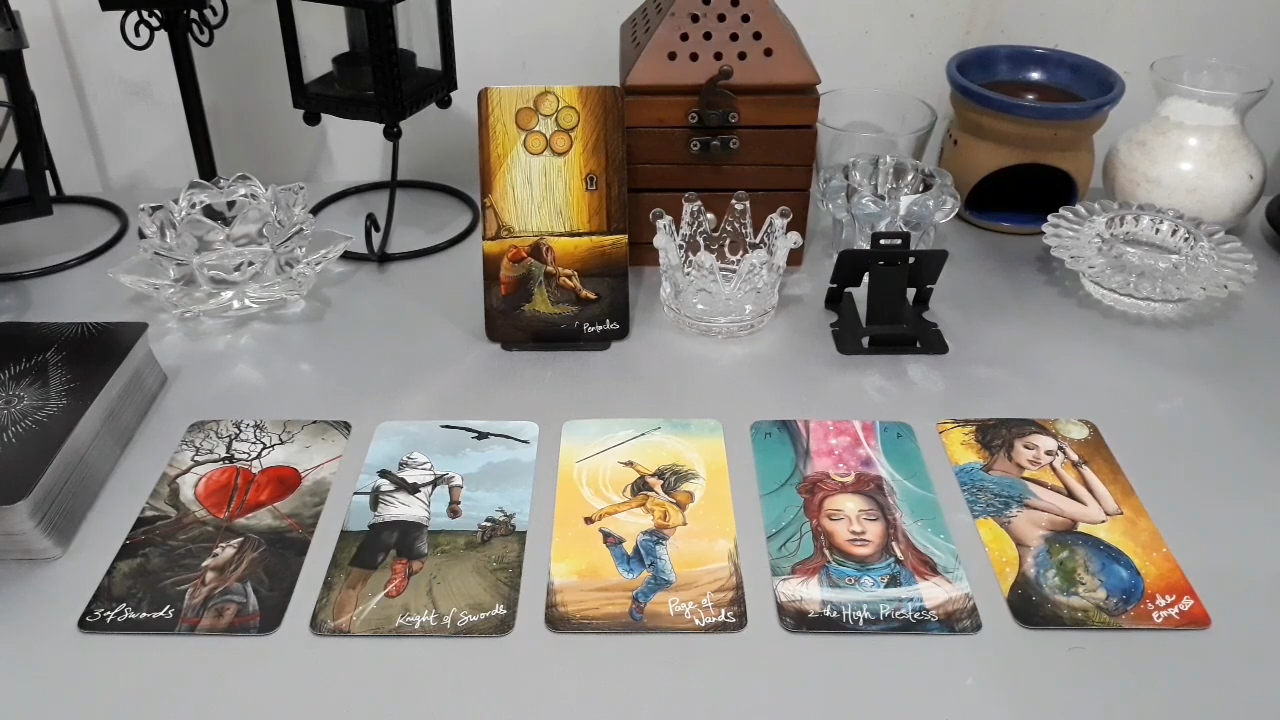 Pentacles
3 of Swords
Knight of Swords
Page of
Wands
2-the High Priestess
3 the
Empress